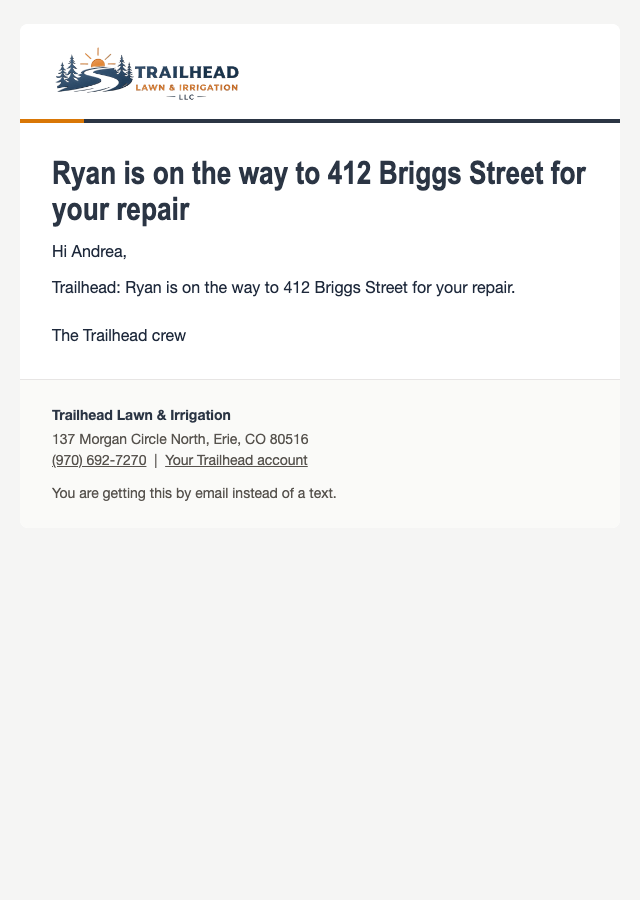 TRAILHEAD
LAWN & IRRIGATION
LLC
Ryan is on the way to 412 Briggs Street for
your repair
Hi Andrea,
Trailhead: Ryan is on the way to 412 Briggs Street for your repair.
The Trailhead crew
Trailhead Lawn & Irrigation
137 Morgan Circle North, Erie, CO 80516
(970) 692-7270 | Your Trailhead account
You are getting this by email instead of a text.